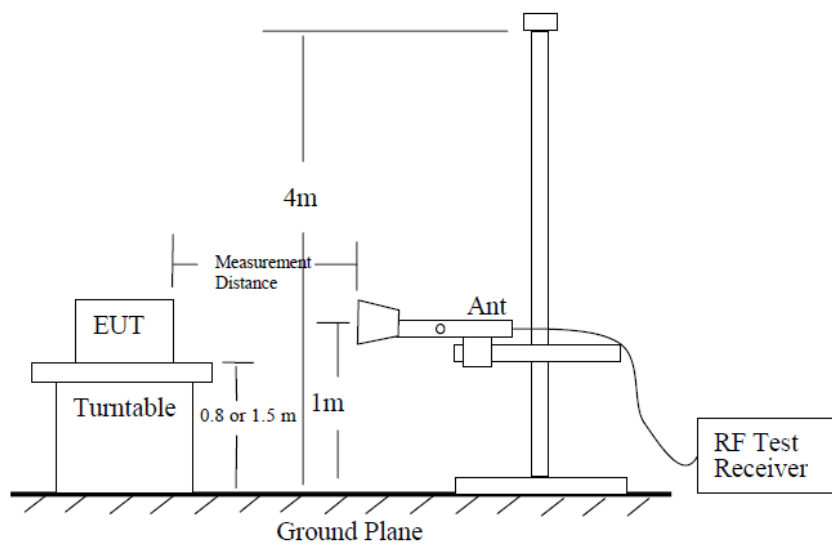 4m
Measurement
Distance
EUT
Ant
Turntable
0.8 or 1.5 m
1m
RF Test
Receiver
Ground Plane